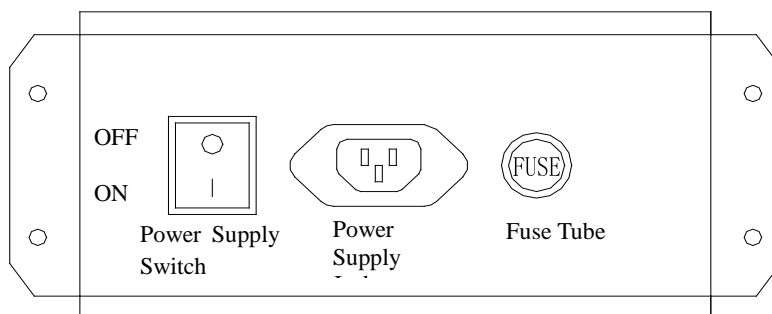 OFF
ON
FUSE
Power Supply
Switch
Power
Supply
Fuse Tube